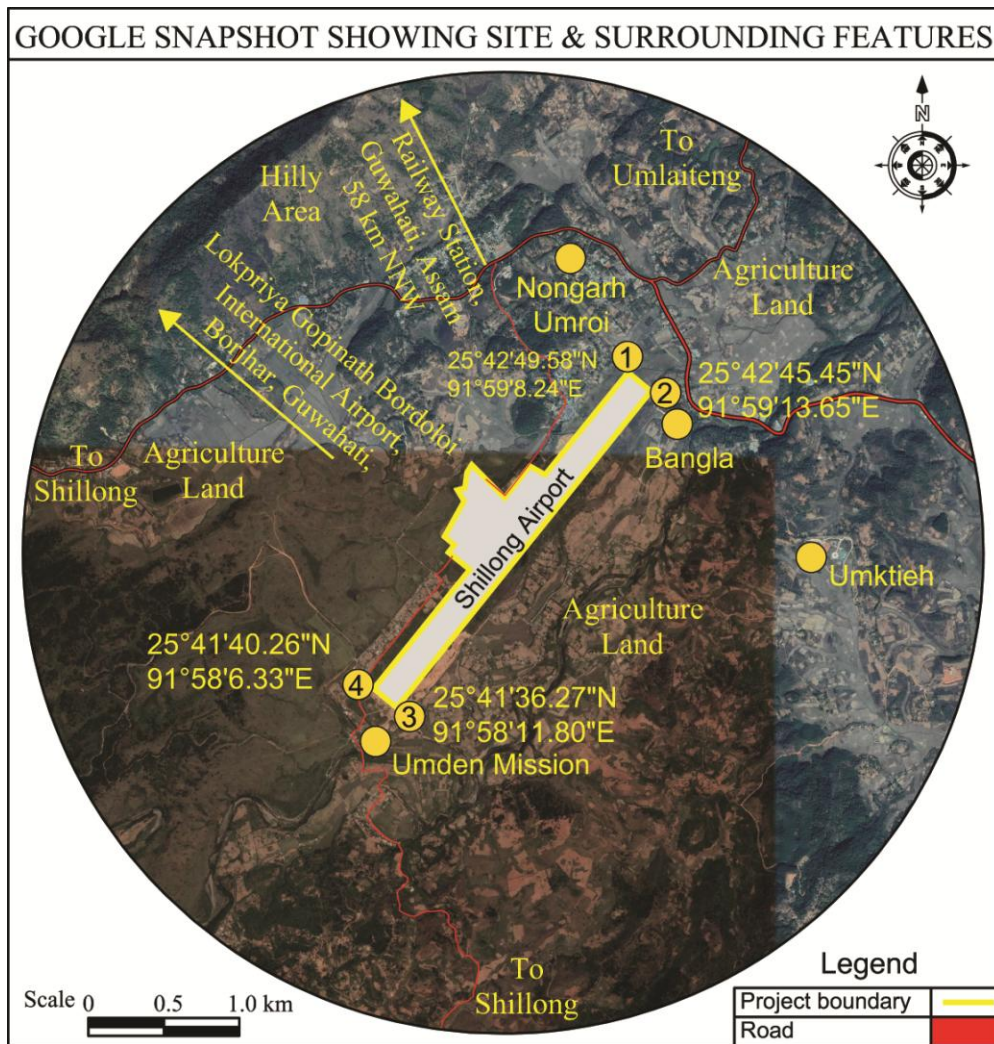 GOOGLE SNAPSHOT SHOWING SITE & SURROUNDING FEATURES
N
To
Umlaiteng
Hilly
Area
Railway Station,
Guwahati, Assam
58 km NNW
Lokpriya Gopinath Bordoloi
International Airport,
Borjhar, Guwahati,
Agriculture
Land
Nongarh
Umroi
25°42'49.58"N
91°59'8.24"E
1
2
25°42'45.45"N
91°59'13.65"E
Bangla
To
Shillong
Agriculture
Land
Shillong Airport
Umktieh
Agriculture
Land
25°41'40.26"N
91°58'6.33"E
4
3
25°41'36.27"N
91°58'11.80"E
Umden Mission
To
Shillong
Scale 0 0.5 1.0 km
Legend
Project boundary
Road